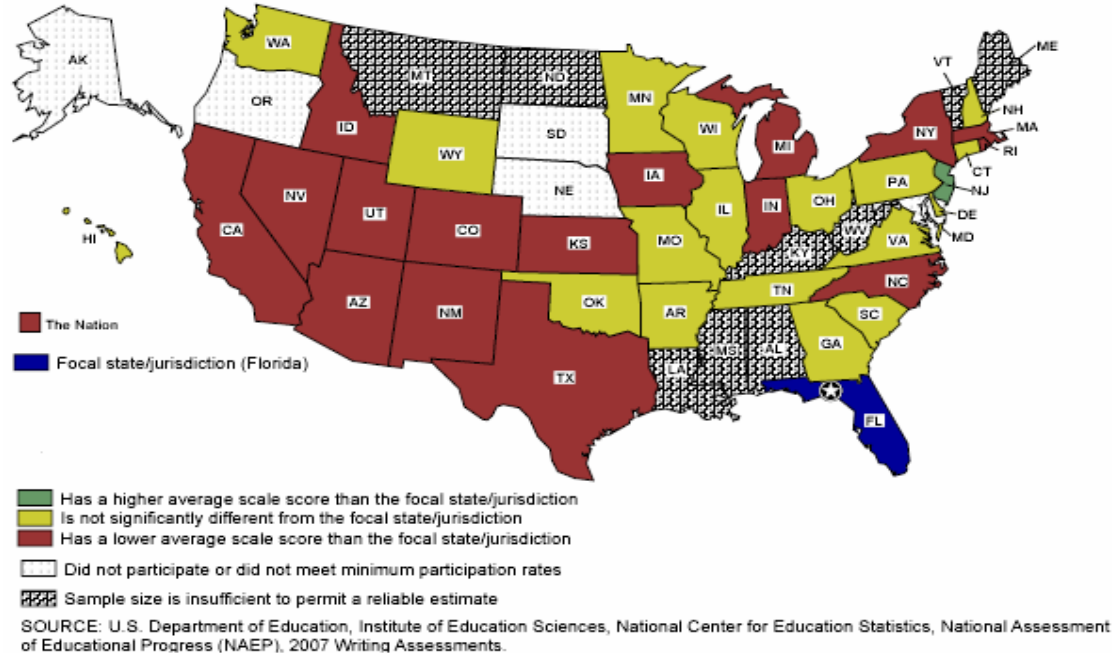 AK
WA
OR
ID
MT
ND
MN
WI
MI
VT
ME
NH
MA
RI
CT
NY
NJ
PA
DE
MD
SD
WY
NE
IA
IL
IN
OH
WV
VA
KY
NV
UT
CO
KS
MO
CA
HI
AZ
NM
OK
AR
TN
NC
SC
TX
LA
MS
AL
GA
FL
The Nation
Focal state/jurisdiction (Florida)
Has a higher average scale score than the focal state/jurisdiction
Is not significantly different from the focal state/jurisdiction
Has a lower average scale score than the focal state/jurisdiction
Did not participate or did not meet minimum participation rates
Sample size is insufficient to permit a reliable estimate
SOURCE: U.S. Department of Education, Institute of Education Sciences, National Center for Education Statistics, National Assessment
of Educational Progress (NAEP), 2007 Writing Assessments.